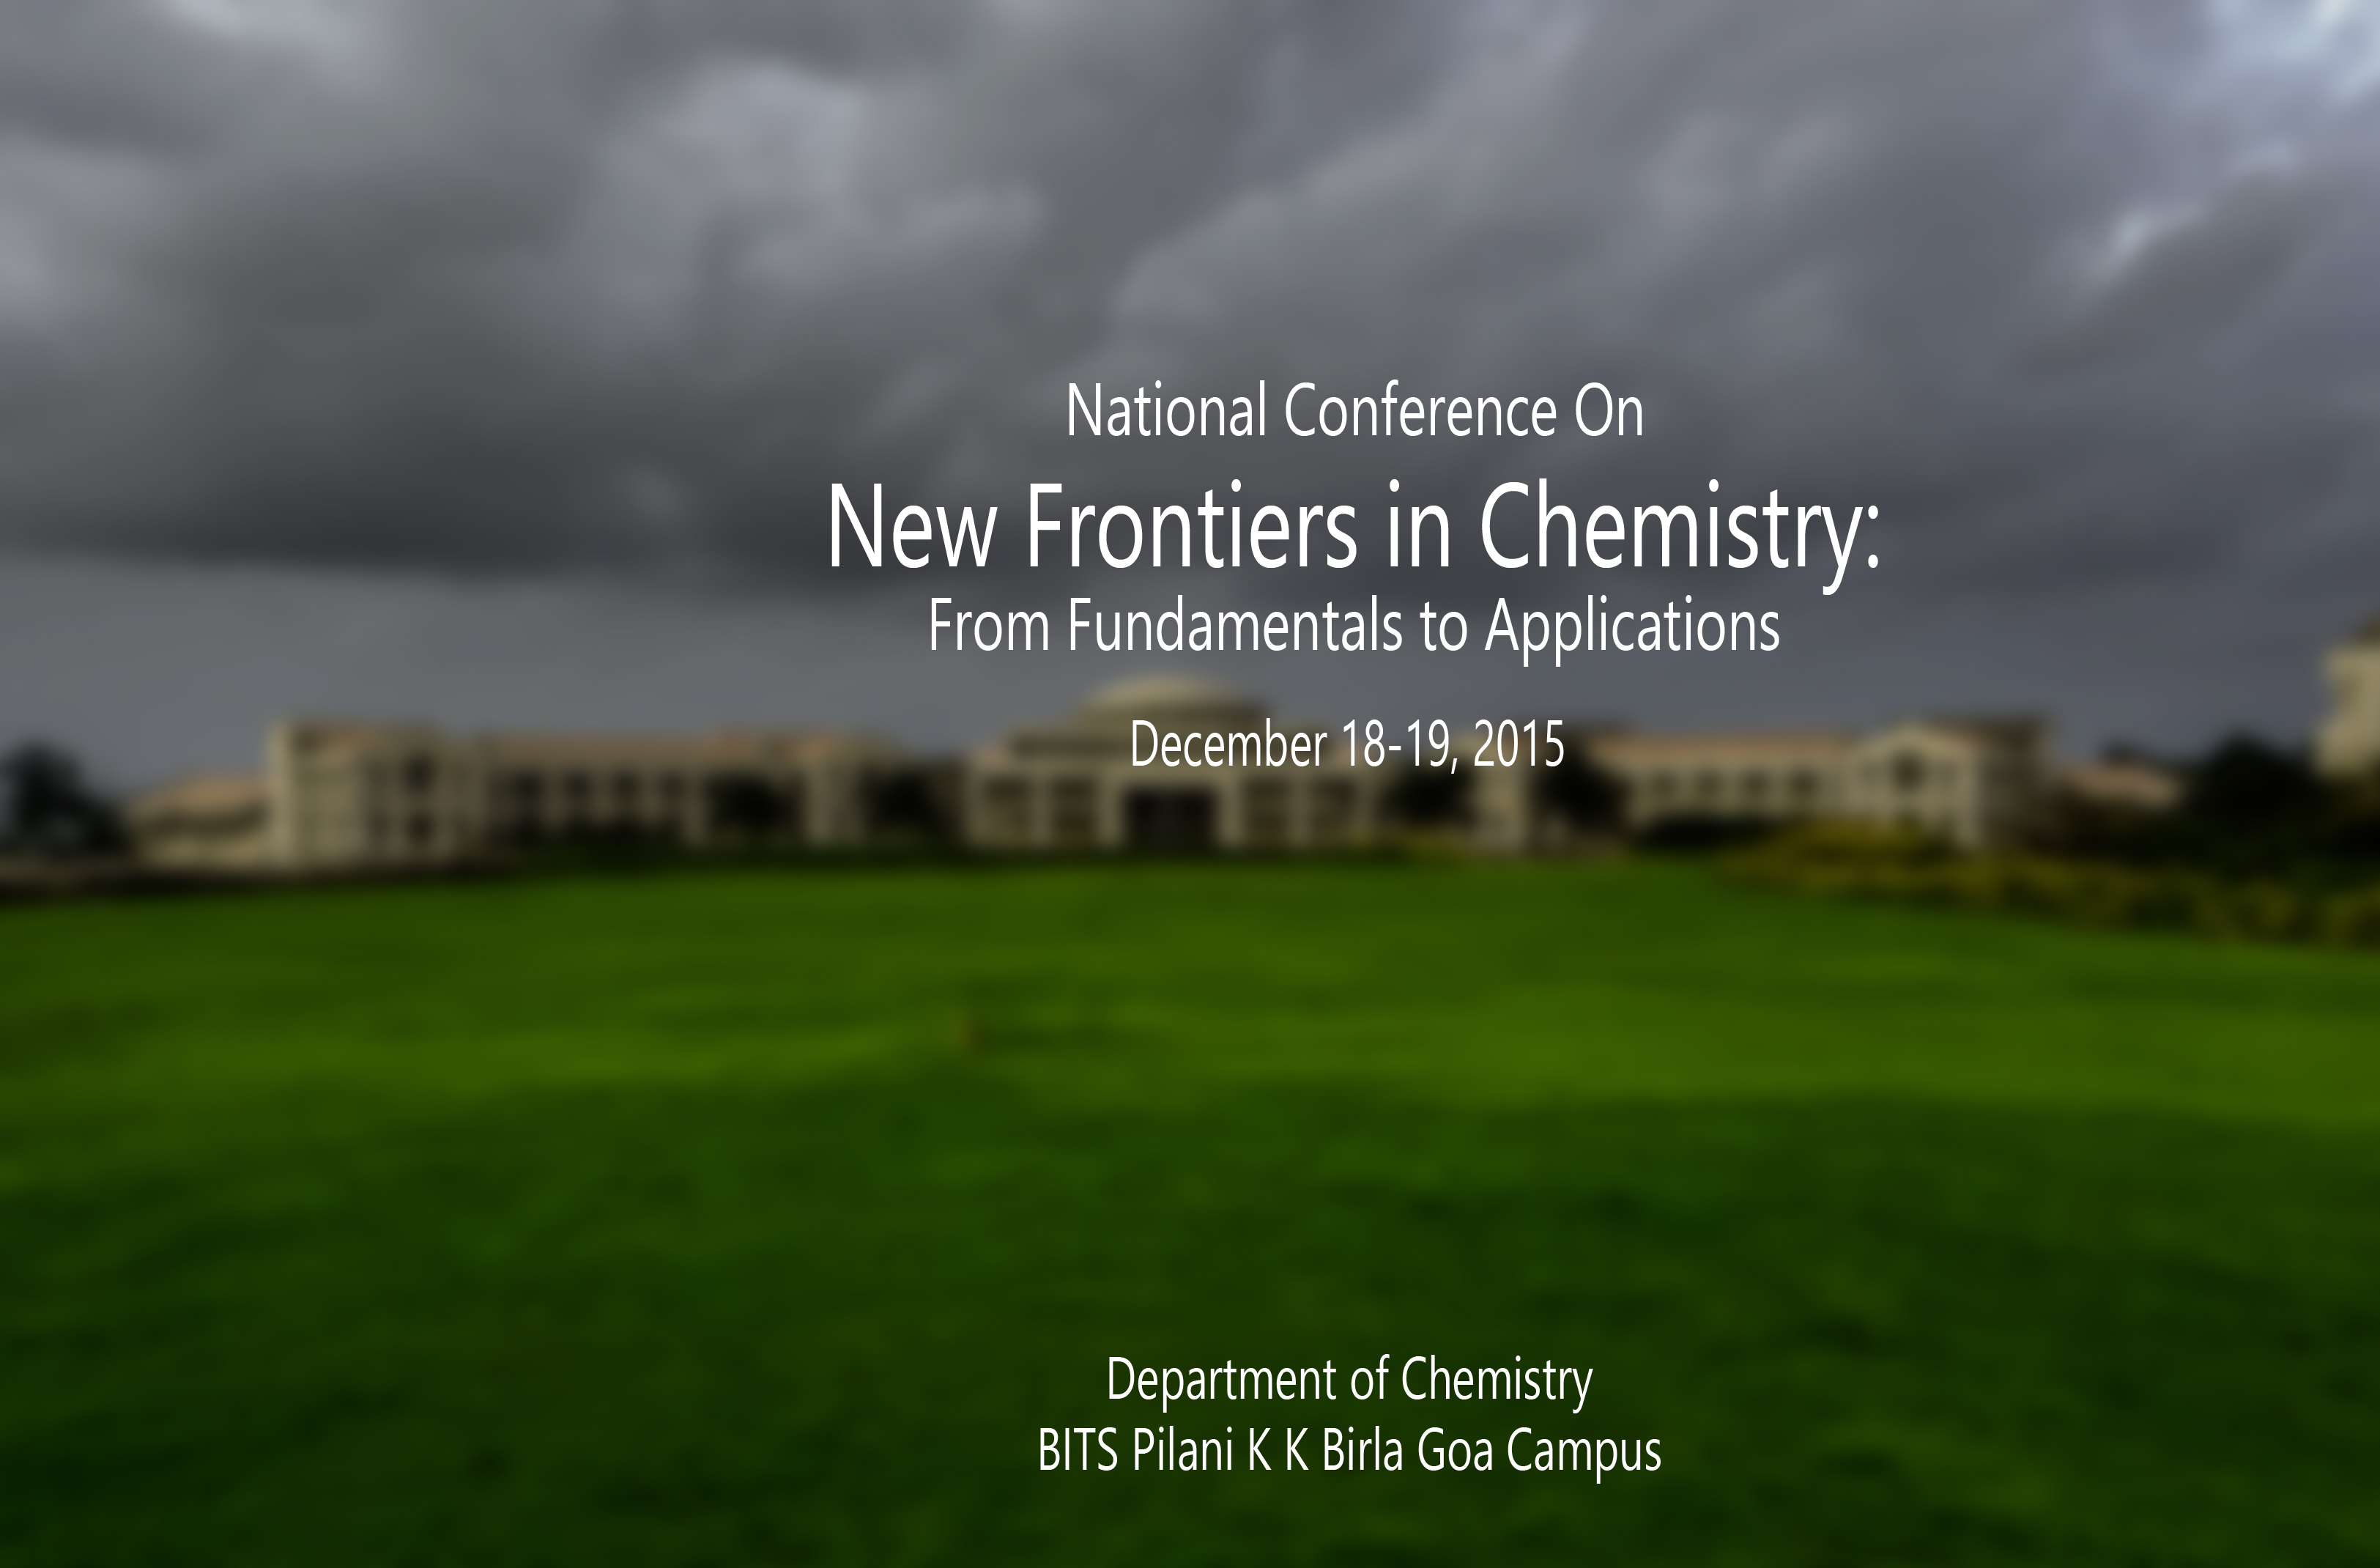 National Conference On
New Frontiers in Chemistry:
From Fundamentals to Applications
December 18-19, 2015
Department of Chemistry
BITS Pilani K K Birla Goa Campus